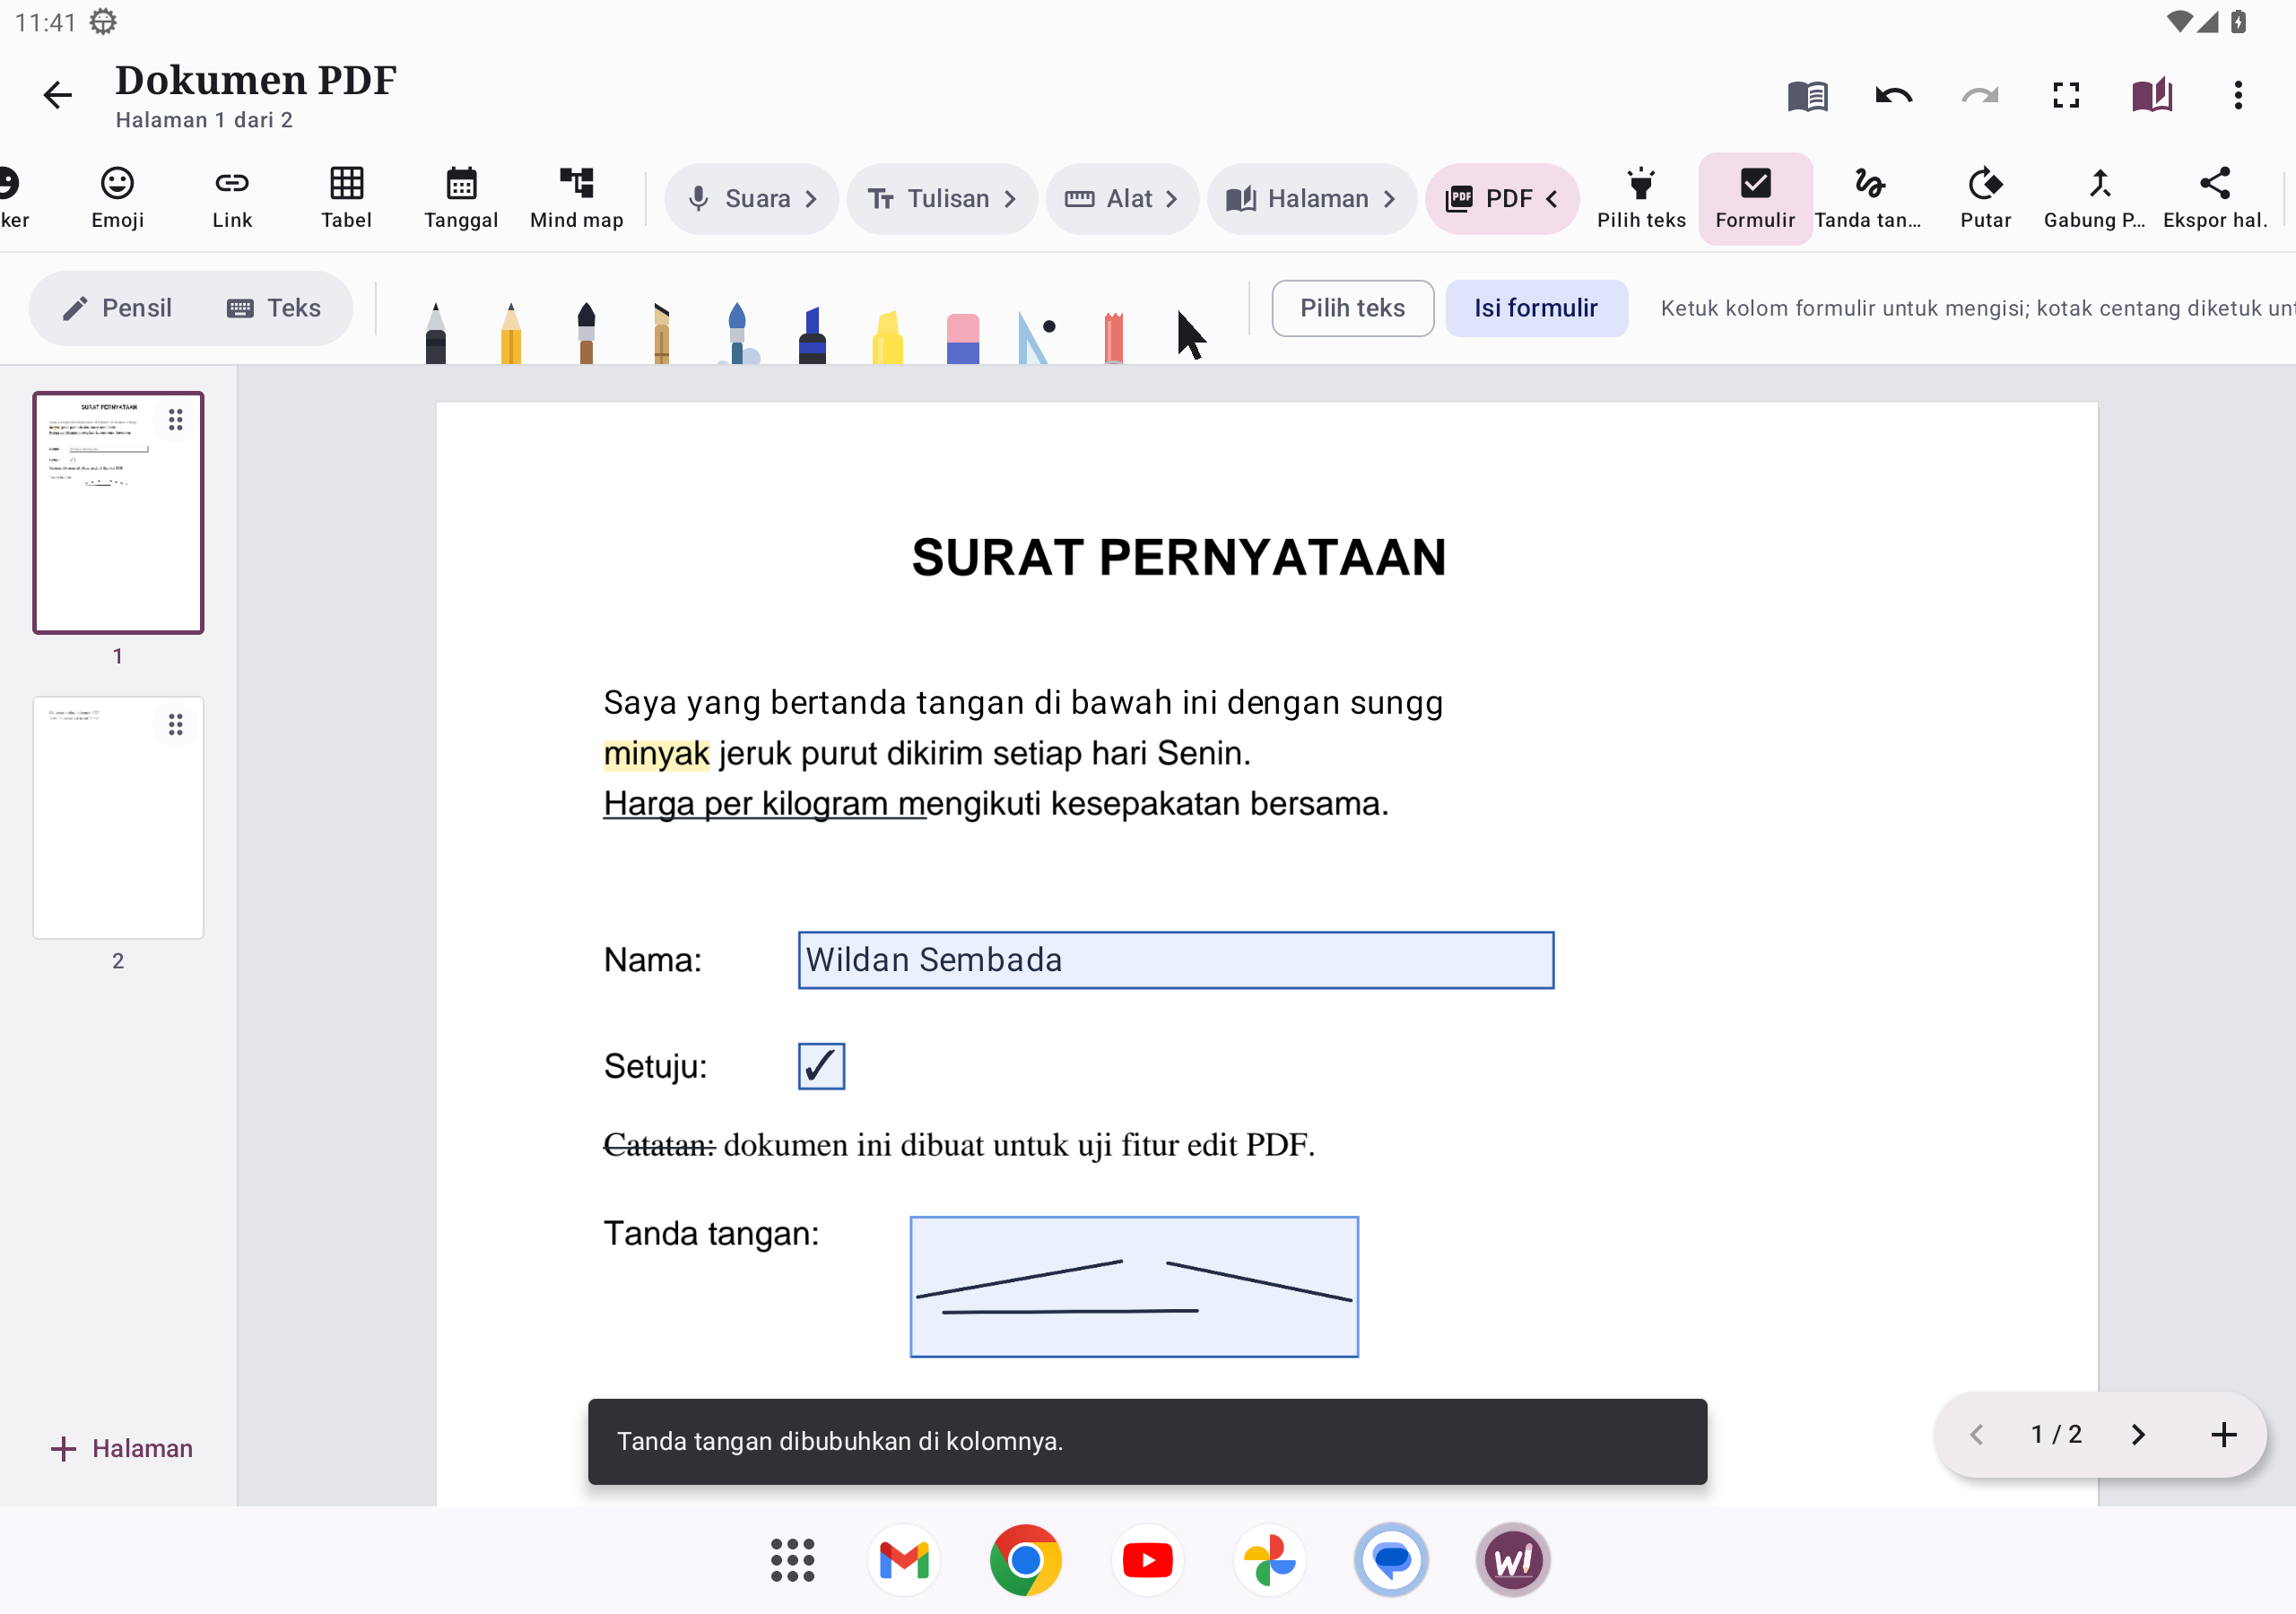 11:41
Dokumen PDF
Halaman 1 dari 2
ker
Emoji
Link
Tabel
Tanggal
Mind map
Suara
Tulisan
Alat
Halaman
PDF
Pilih teks
Formulir
Tanda tan...
Putar
Gabung P...
Ekspor hal.
Pensil
Teks
Pilih teks
Isi formulir
Ketuk kolom formulir untuk mengisi; kotak centang diketuk unt
SURAT PERNYATAAN
1
2
Halaman
SURAT PERNYATAAN
Saya yang bertanda tangan di bawah ini dengan sungg
minyak jeruk purut dikirim setiap hari Senin.
Harga per kilogram mengikuti kesepakatan bersama.
Nama: Wildan Sembada
Setuju: ✓
Catatan: dokumen ini dibuat untuk uji fitur edit PDF.
Tanda tangan:
Tanda tangan dibubuhkan di kolomnya.
1 / 2